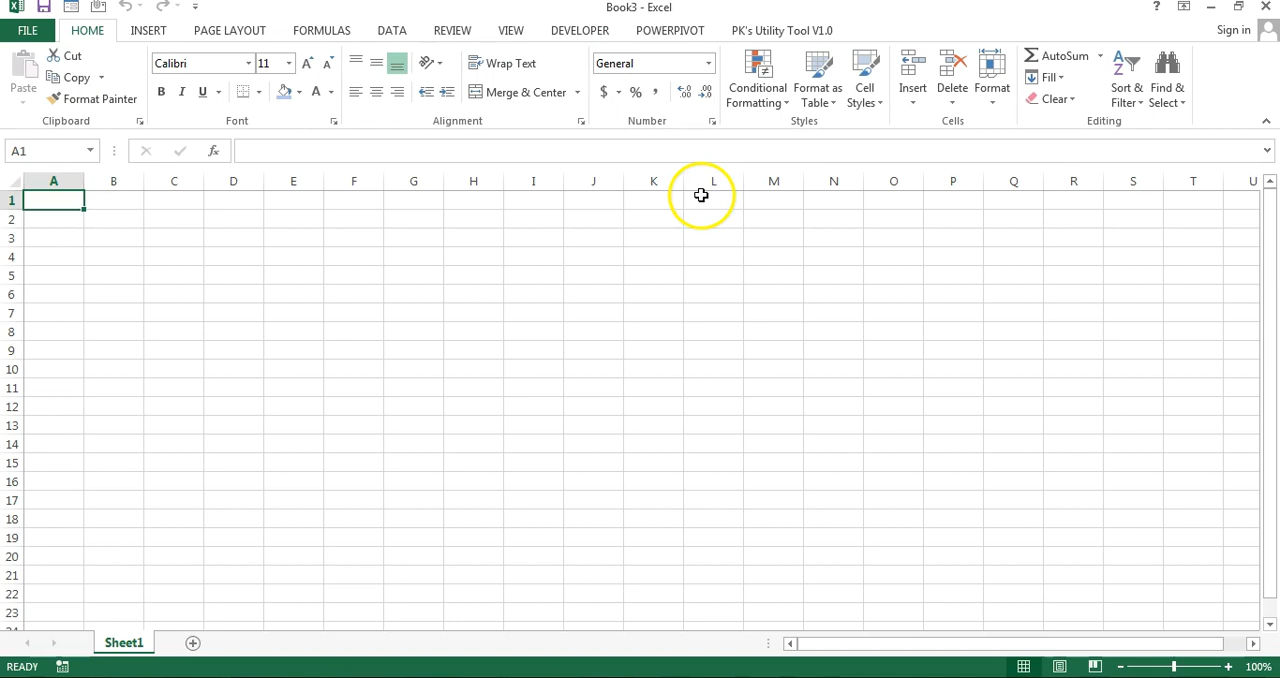 Book3 - Excel
FILE HOME INSERT PAGE LAYOUT FORMULAS DATA REVIEW VIEW DEVELOPER POWERPIVOT PK's Utility Tool V1.0 Sign in
Paste
Cut
Copy
Format Painter
Clipboard
Calibri 11
B I U
Font
Wrap Text
Merge & Center
Alignment
General
$ % ,
Number
Conditional Formatting
Format as Table
Cell Styles
Styles
Insert
Delete
Format
Cells
AutoSum
Fill
Clear
Sort & Filter
Find & Select
Editing
A1 fx
A B C D E F G H I J K L M N O P Q R S T U
1
2
3
4
5
6
7
8
9
10
11
12
13
14
15
16
17
18
19
20
21
22
23
Sheet1
READY 100%